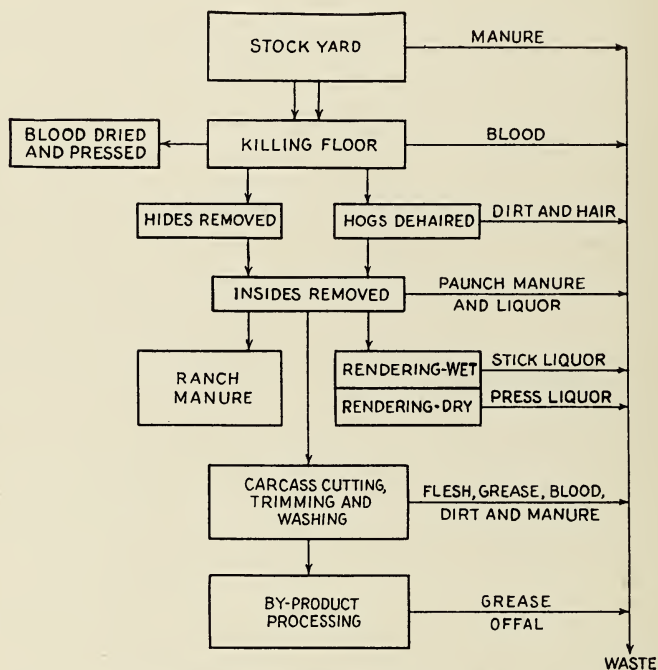 STOCK YARD
MANURE
BLOOD DRIED
AND PRESSED
KILLING FLOOR
BLOOD
HIDES REMOVED
HOGS DEHAIRED
DIRT AND HAIR
INSIDES REMOVED
PAUNCH MANURE
AND LIQUOR
RANCH
MANURE
RENDERING-WET
STICK LIQUOR
RENDERING-DRY
PRESS LIQUOR
CARCASS CUTTING,
TRIMMING AND
WASHING
FLESH, GREASE, BLOOD,
DIRT AND MANURE
BY-PRODUCT
PROCESSING
GREASE
OFFAL
WASTE